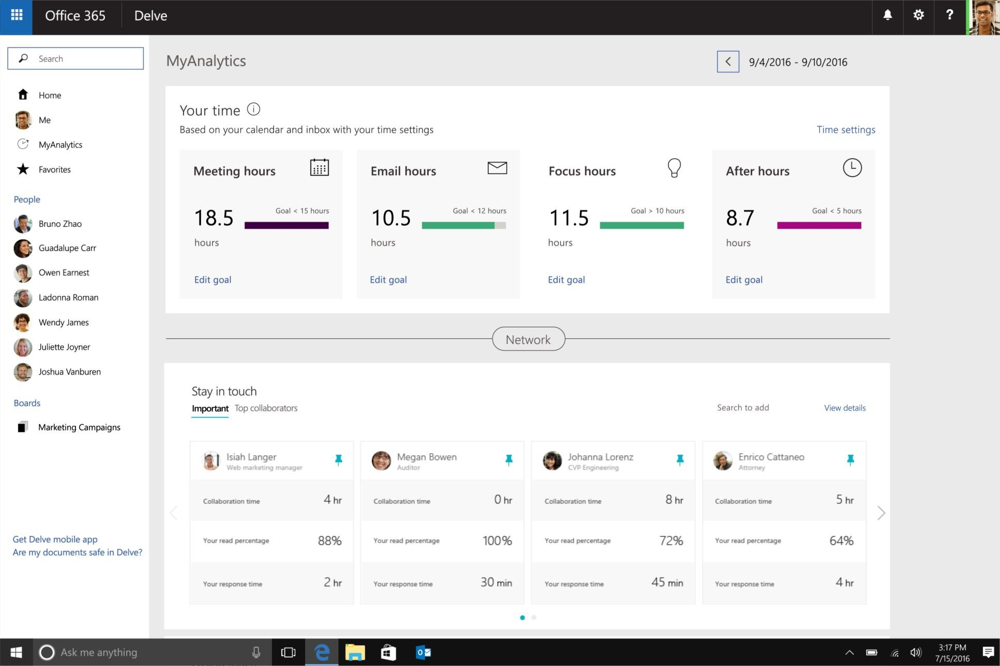 Office 365
Delve
?
Search
Home
Me
MyAnalytics
Favorites
People
Bruno Zhao
Guadalupe Carr
Owen Earnest
Ladonna Roman
Wendy James
Juliette Joyner
Joshua Vanburen
Boards
Marketing Campaigns
Get Delve mobile app
Are my documents safe in Delve?
MyAnalytics
9/4/2016 - 9/10/2016
Your time
Based on your calendar and inbox with your time settings
Time settings
Meeting hours
18.5
Goal < 15 hours
hours
Edit goal
Email hours
10.5
Goal < 12 hours
hours
Edit goal
Focus hours
11.5
Goal > 10 hours
hours
Edit goal
After hours
8.7
Goal < 5 hours
hours
Edit goal
Network
Stay in touch
Important Top collaborators
Search to add
View details
Isiah Langer
Web marketing manager
Collaboration time 4 hr
Your read percentage 88%
Your response time 2 hr
Megan Bowen
Auditor
Collaboration time 0 hr
Your read percentage 100%
Your response time 30 min
Johanna Lorenz
CVP Engineering
Collaboration time 8 hr
Your read percentage 72%
Your response time 45 min
Enrico Cattaneo
Attorney
Collaboration time 5 hr
Your read percentage 64%
Your response time 4 hr
Ask me anything
3:17 PM
7/15/2016